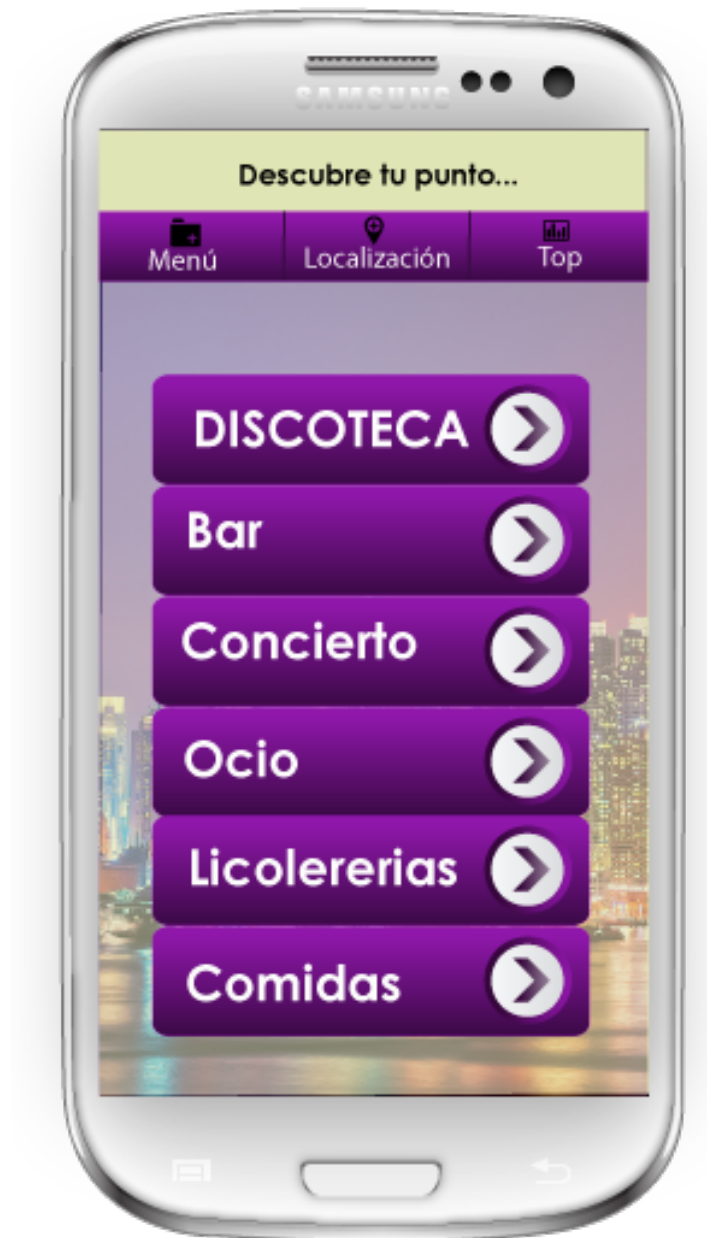 SAMSUNG
Descubre tu punto...
Menú Localización Top
DISCOTECA
Bar
Concierto
Ocio
Licolererias
Comidas